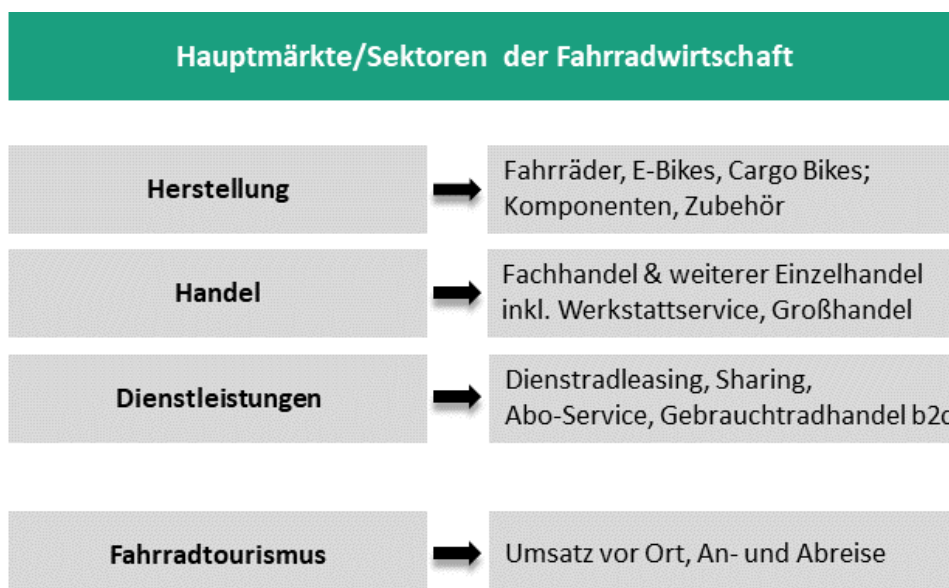 Hauptmärkte/Sektoren der Fahrradwirtschaft
Herstellung
Fahrräder, E-Bikes, Cargo Bikes;
Komponenten, Zubehör
Handel
Fachhandel & weiterer Einzelhandel
inkl. Werkstattservice, Großhandel
Dienstleistungen
Dienstradleasing, Sharing,
Abo-Service, Gebrauchtradhandel
Fahrradtourismus
Umsatz vor Ort, An- und Abreise